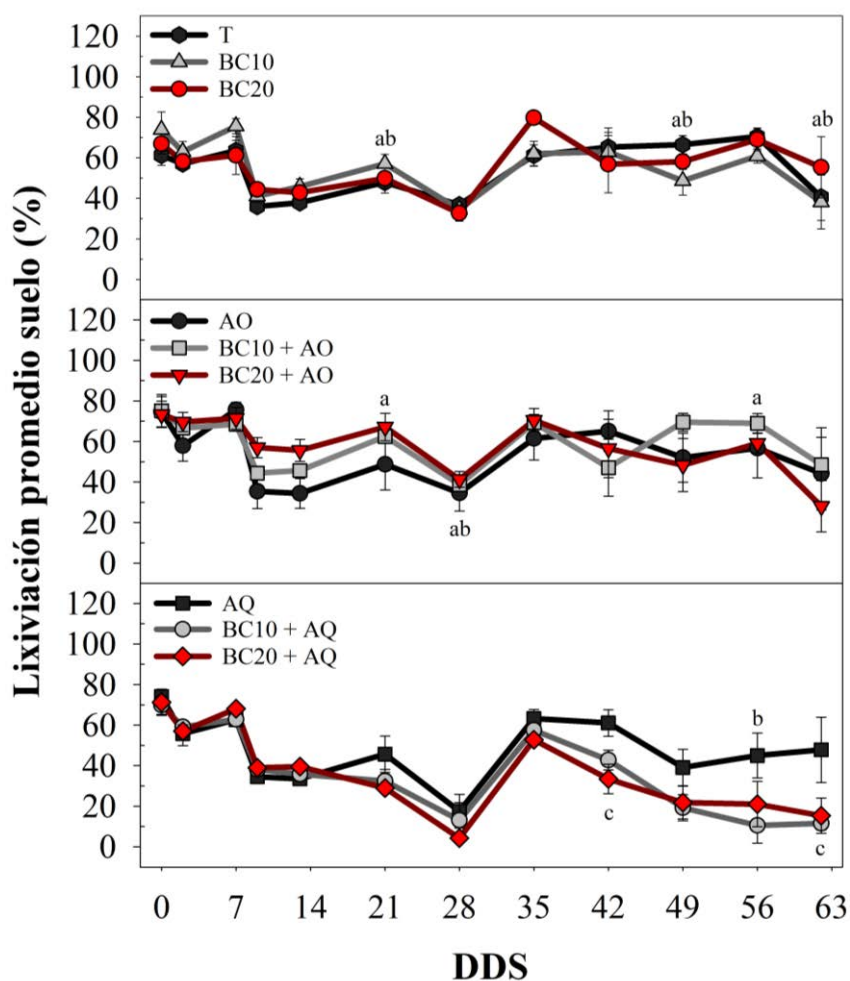 Lixiviación promedio suelo (%)
120
100
80
60
40
20
0
T
BC10
BC20
ab
ab
ab
120
100
80
60
40
20
0
AO
BC10 + AO
BC20 + AO
a
a
ab
120
100
80
60
40
20
0
AQ
BC10 + AQ
BC20 + AQ
b
c
c
0 7 14 21 28 35 42 49 56 63
DDS